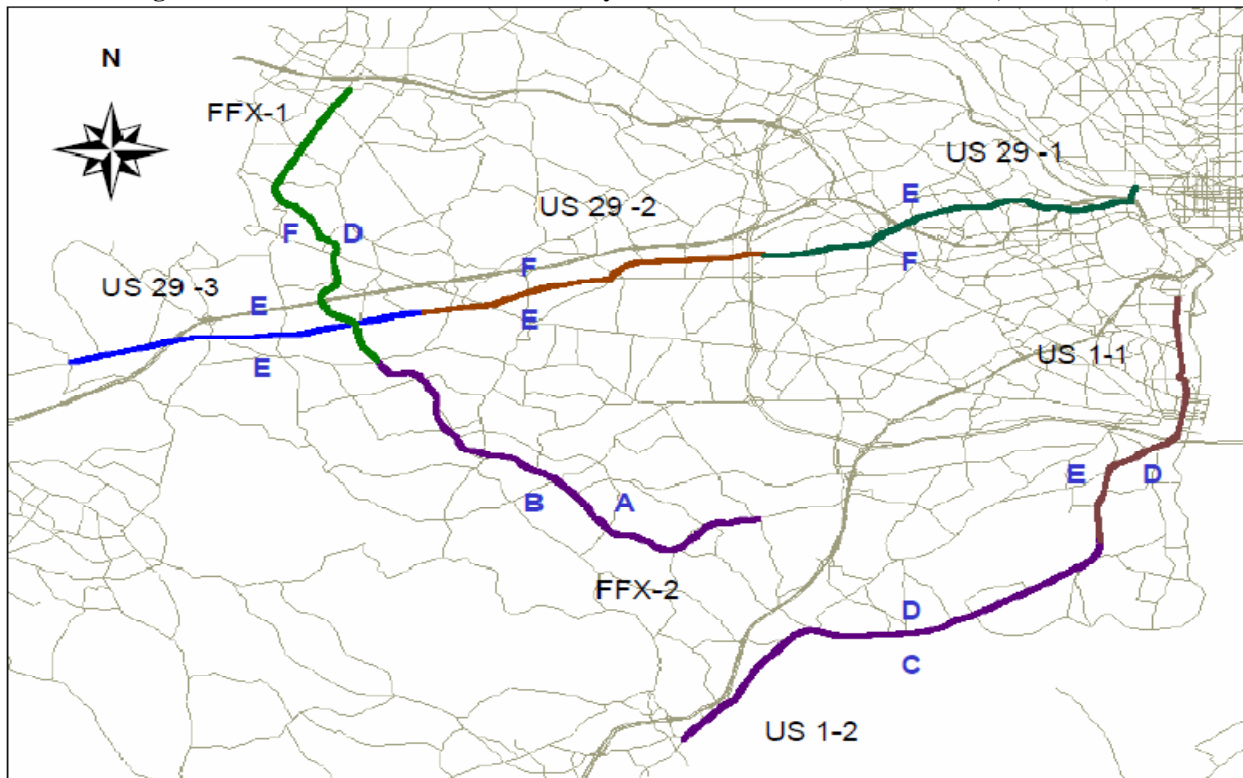 N
FFX-1
US 29 -1
E
US 29 -2
F D
F
F
US 29 -3
E
E
E
US 1-1
E D
B A
FFX-2
D
C
US 1-2